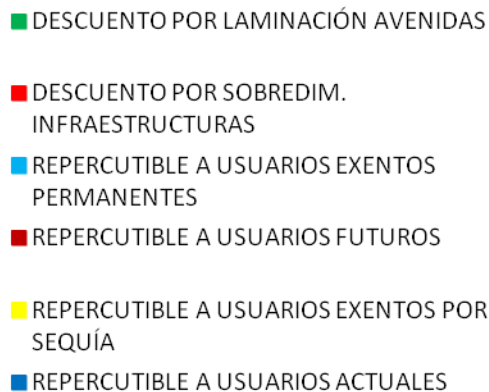 DESCUENTO POR LAMINACIÓN AVENIDAS
DESCUENTO POR SOBREDIM.
INFRAESTRUCTURAS
REPERCUTIBLE A USUARIOS EXENTOS
PERMANENTES
REPERCUTIBLE A USUARIOS FUTUROS
REPERCUTIBLE A USUARIOS EXENTOS POR
SEQUÍA
REPERCUTIBLE A USUARIOS ACTUALES